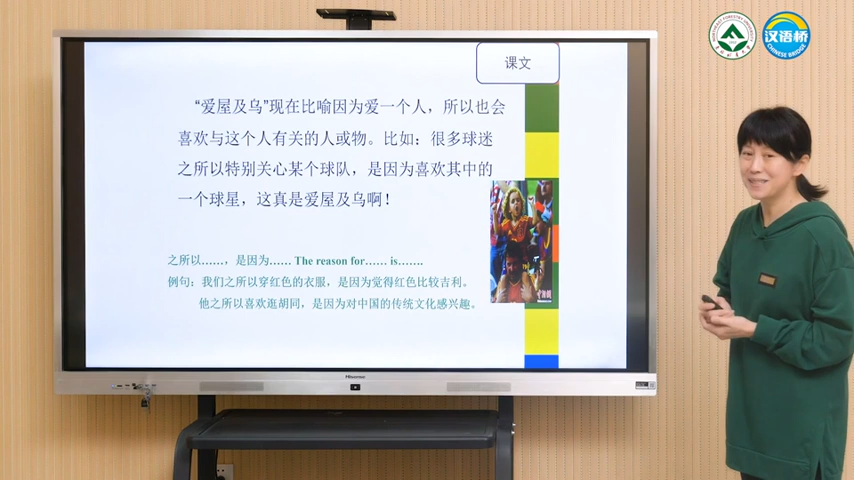 课文
“爱屋及乌”现在比喻因为爱一个人，所以也会
喜欢与这个人有关的人或物。比如：很多球迷
之所以特别关心某个球队，是因为喜欢其中的
一个球星，这真是爱屋及乌啊！
之所以……，是因为…… The reason for…… is…….
例句：我们之所以穿红色的衣服，是因为觉得红色比较吉利。
他之所以喜欢逛胡同，是因为对中国的传统文化感兴趣。
Hisense
NORTHEAST FORESTRY UNIVERSITY
汉语桥
CHINESE BRIDGE